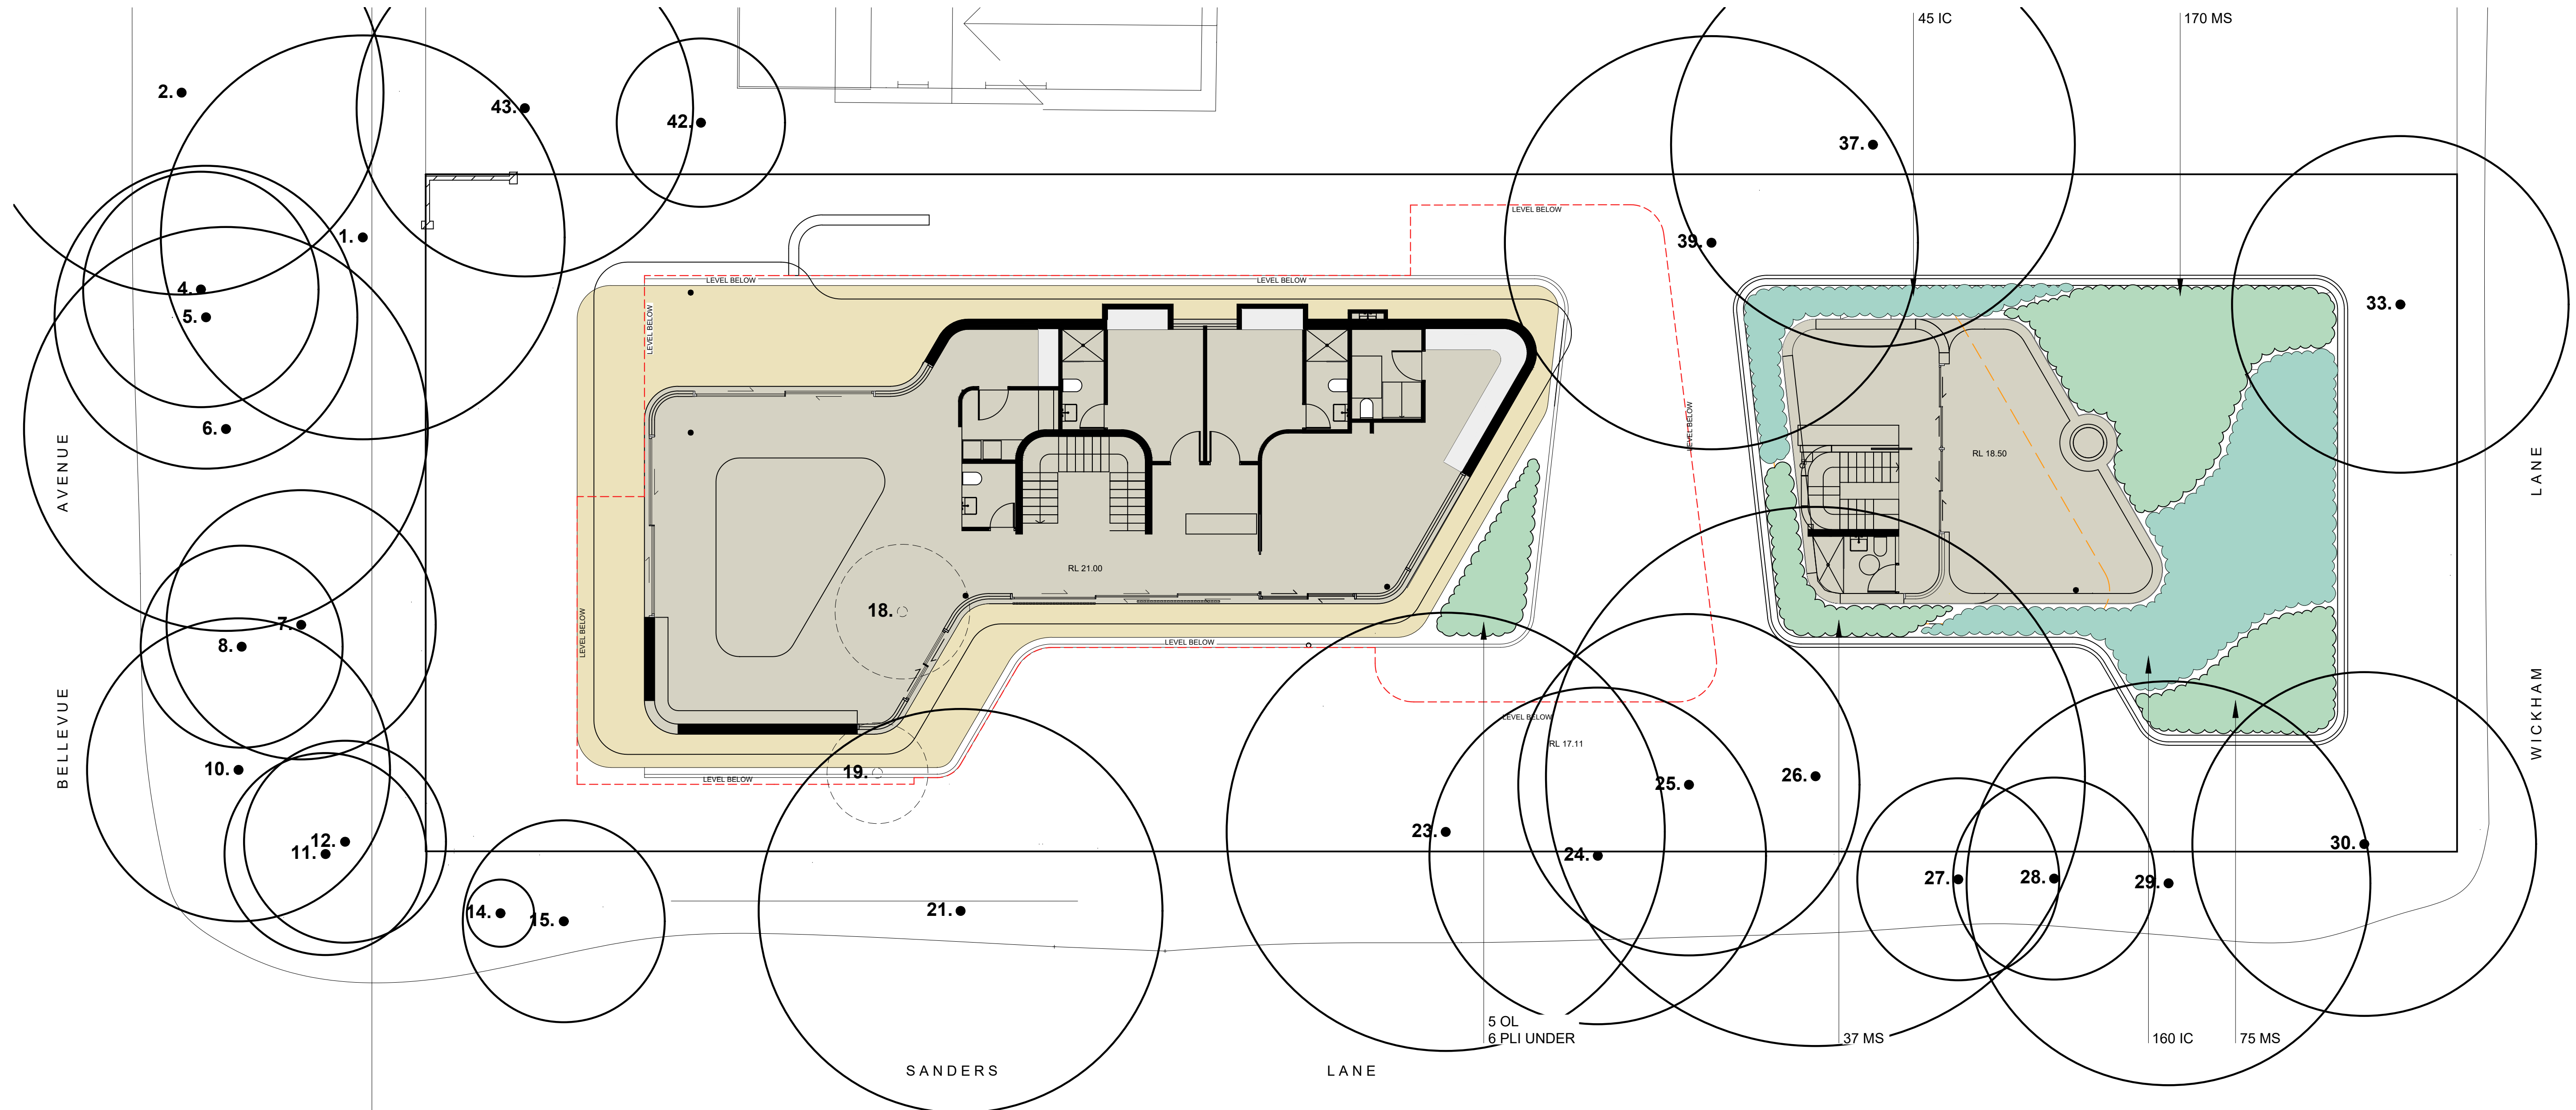 45 IC
170 MS
2.
43.
42.
37.
1.
39.
4.
5.
33.
6.
LEVEL BELOW
LEVEL BELOW
LEVEL BELOW
LEVEL BELOW
LEVEL BELOW
LEVEL BELOW
LEVEL BELOW
LEVEL BELOW
LEVEL BELOW
RL 18.50
RL 21.00
RL 17.11
BELLEVUE AVENUE
WICKHAM LANE
7.
8.
18.
19.
10.
12.
11.
14.
15.
21.
23.
24.
25.
26.
27.
28.
29.
30.
5 OL
6 PLI UNDER
37 MS
160 IC
75 MS
SANDERS LANE